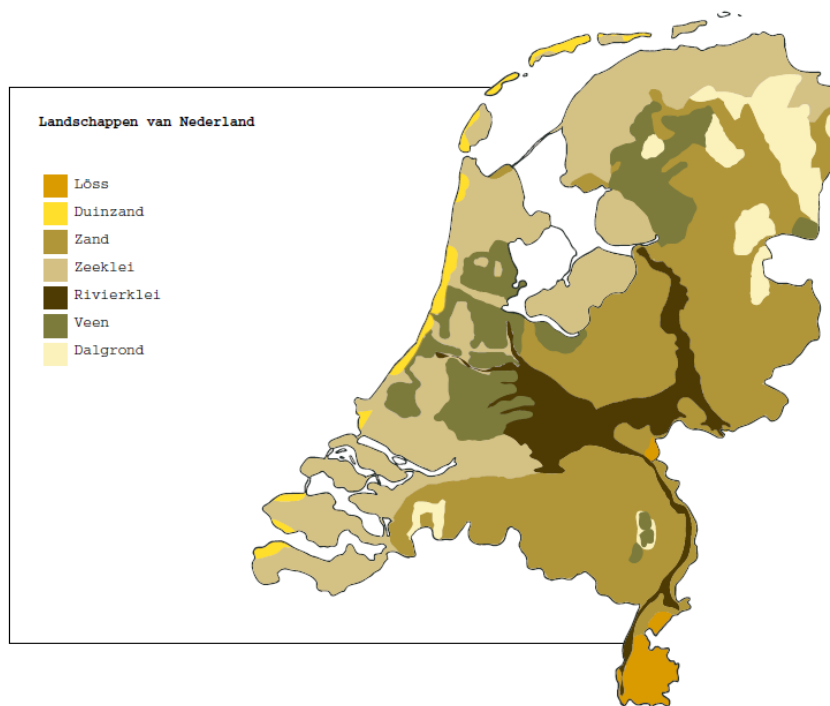 Landschappen van Nederland
Löss
Duinzand
Zand
Zeeklei
Rivierklei
Veen
Dalgrond